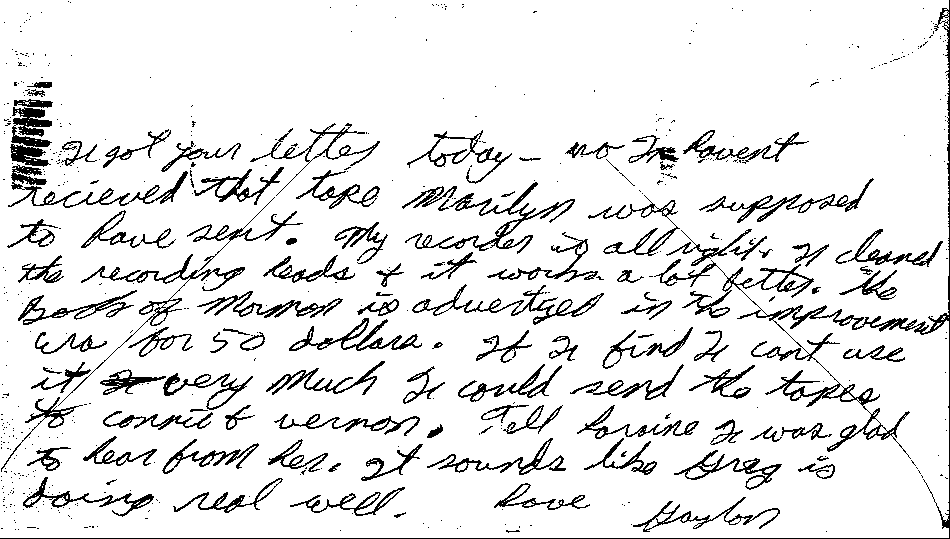 I got your letter today - no I havent
recieved that tape Marilyn was supposed
to have sent. My recorder is all right. I cleaned
the recording heads & it works a lot better. The
Book of Mormon is advertized in the improvement
era for 50 dollars. If I find I cant use
it very much I could send the tapes
to connie & vernon. Tell Loraine I was glad
to hear from her. It sounds like Greg is
doing real well. Love Gaylon